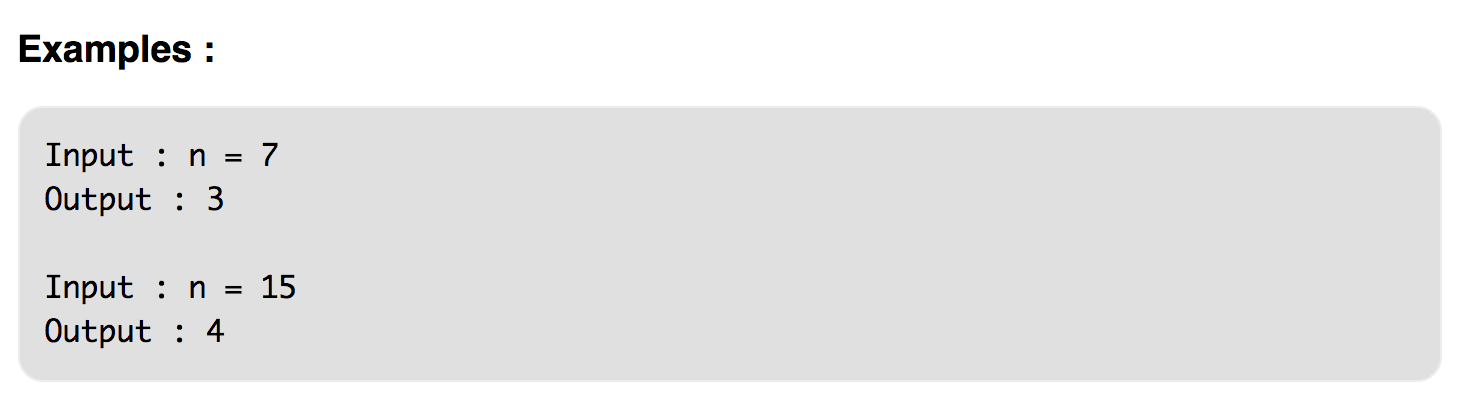 Examples :
Input : n = 7
Output : 3
Input : n = 15
Output : 4